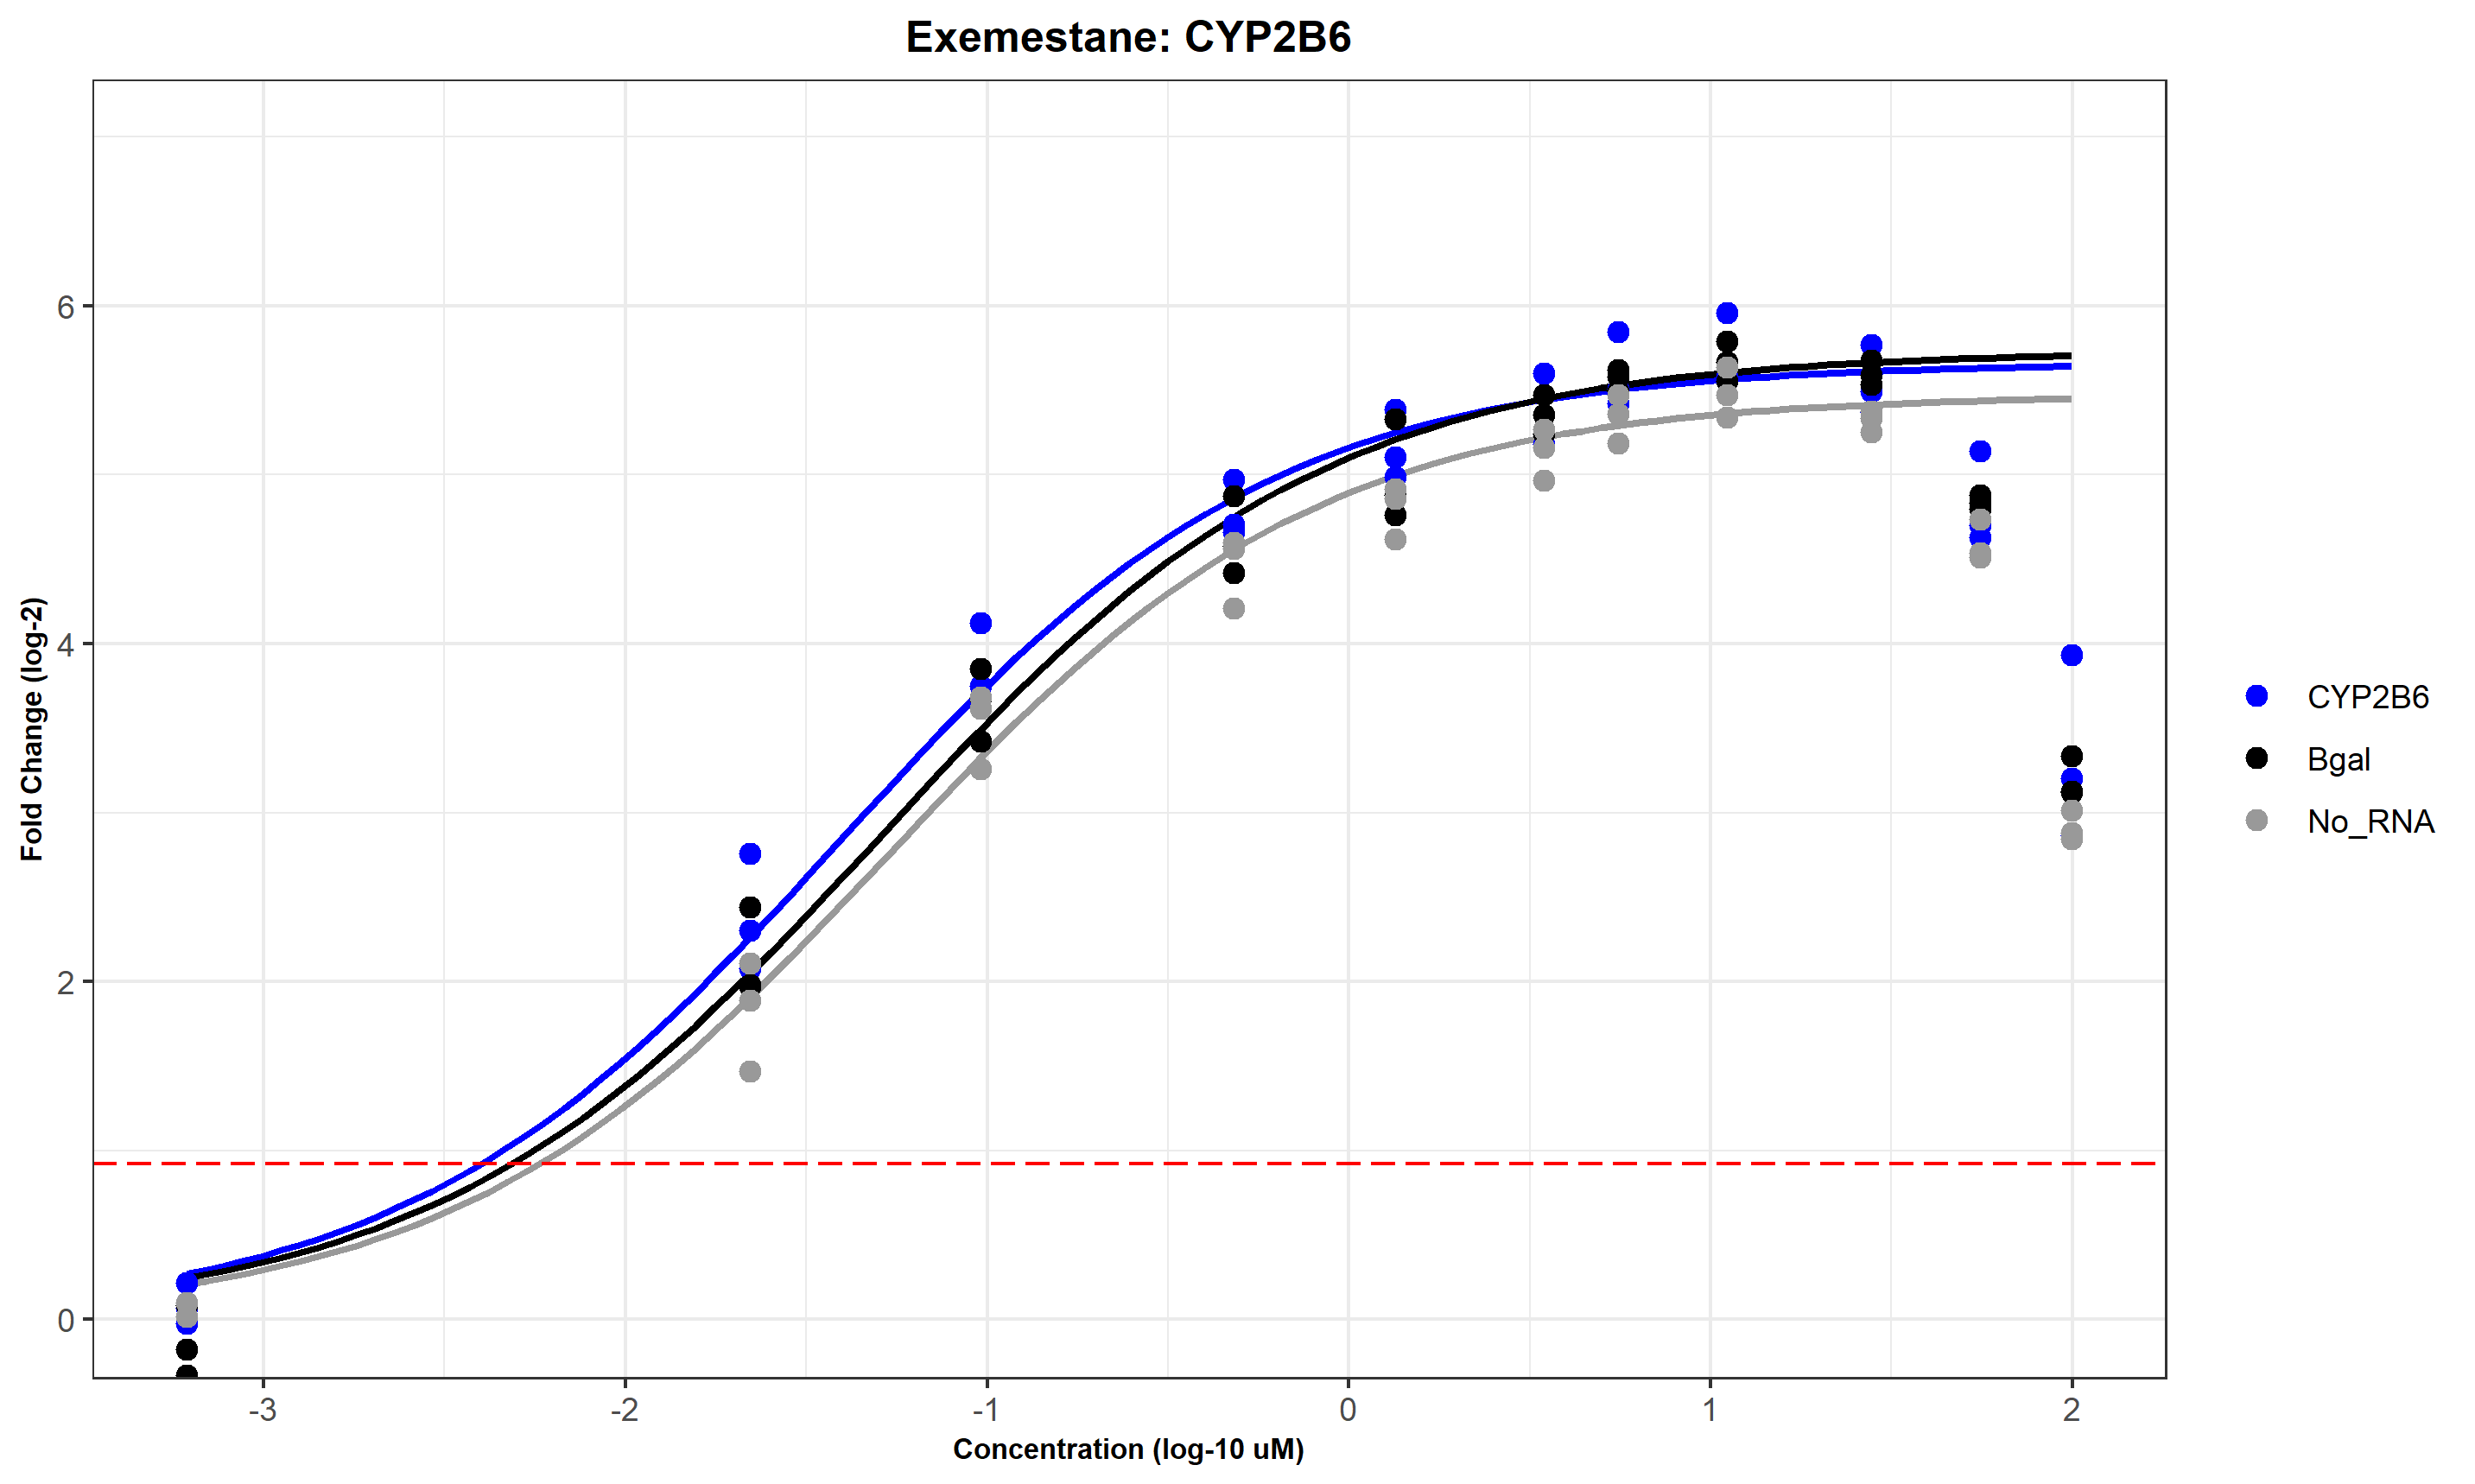 Exemestane: CYP2B6
Fold Change (log-2)
6
4
2
0
-3
-2
-1
0
1
2
Concentration (log-10 uM)
CYP2B6
Bgal
No_RNA